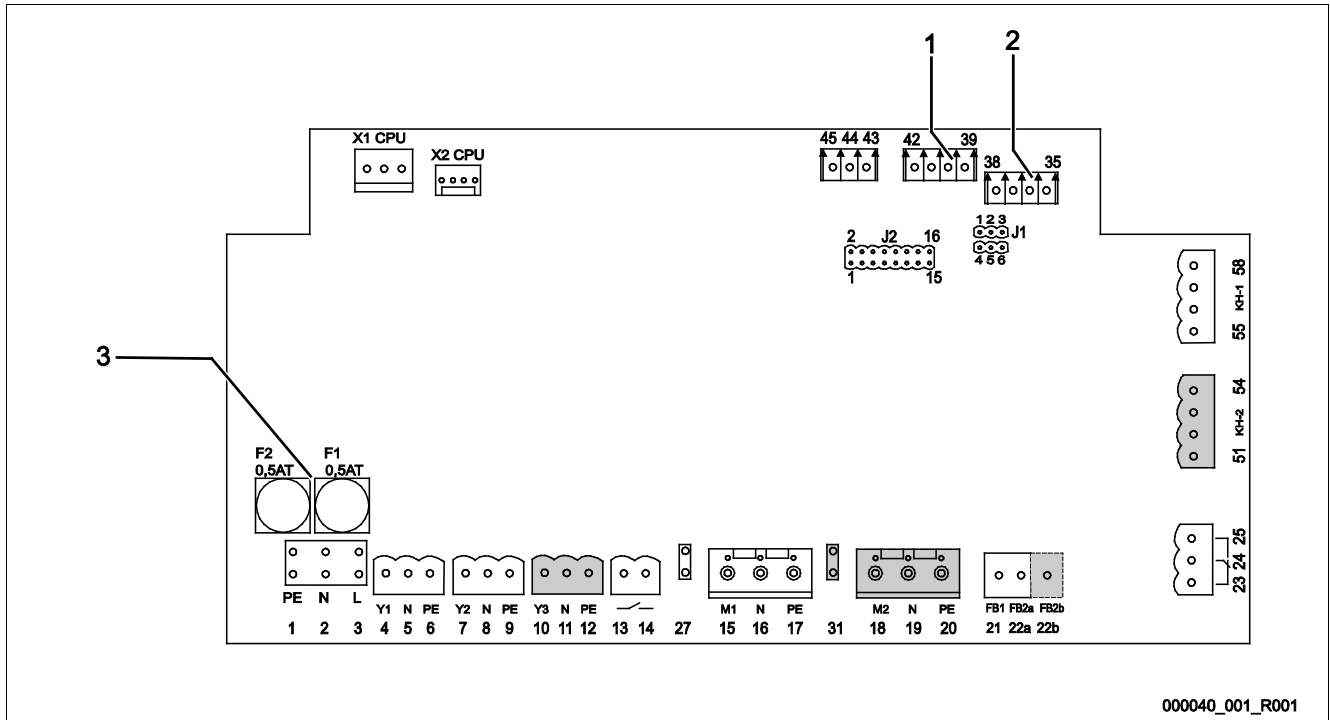 1
2
X1 CPU
X2 CPU
45 44 43
42 39
38 35
1 2 3
J1
4 5 6
2 J2 16
1 15
58
KH-1
55
54
KH-2
51
3
F2 F1
0,5AT 0,5AT
25
24
23
PE N L Y1 N PE Y2 N PE Y3 N PE M1 N PE M2 N PE FB1 FB2a FB2b
1 2 3 4 5 6 7 8 9 10 11 12 13 14 27 15 16 17 31 18 19 20 21 22a 22b
000040_001_R001